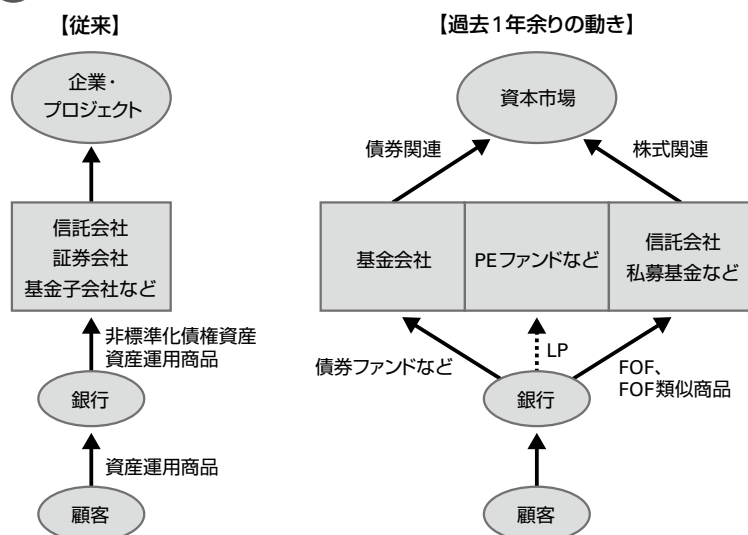 【従来】
企業・
プロジェクト
信託会社
証券会社
基金子会社など
非標準化債権資産
資産運用商品
銀行
資産運用商品
顧客
【過去1年余りの動き】
資本市場
債券関連
株式関連
基金会社
PEファンドなど
信託会社
私募基金など
債券ファンドなど
LP
FOF、
FOF類似商品
銀行
顧客